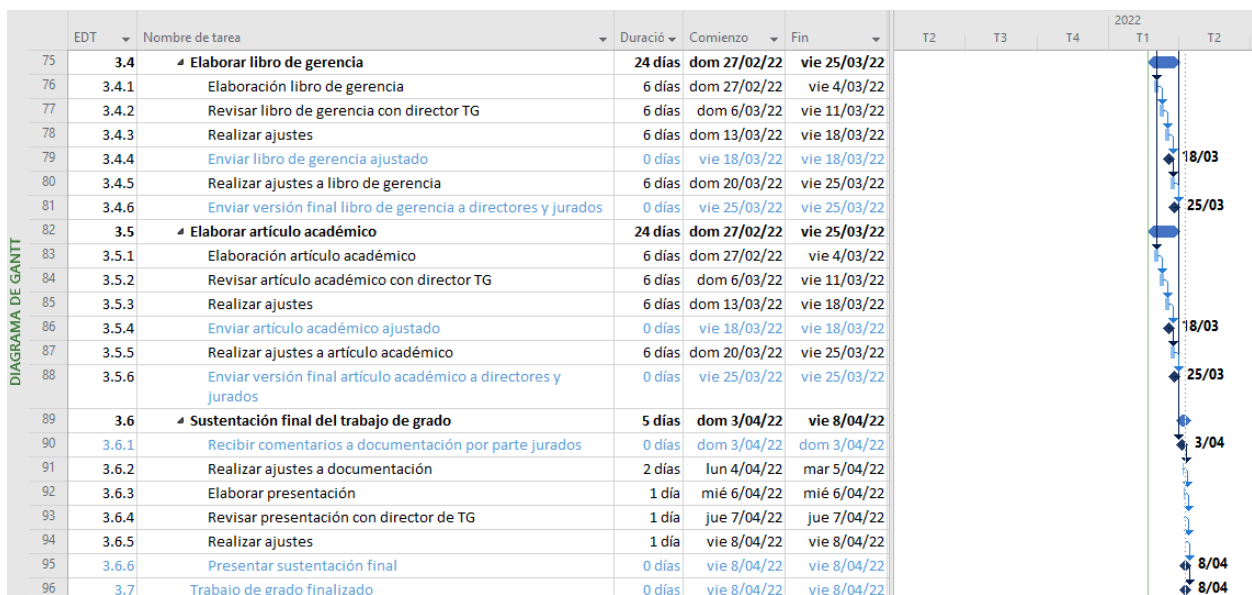 2022
EDT Nombre de tarea Duració Comienzo Fin T2 T3 T4 T1 T2
75 3.4 Elaborar libro de gerencia 24 días dom 27/02/22 vie 25/03/22
76 3.4.1 Elaboración libro de gerencia 6 días dom 27/02/22 vie 4/03/22
77 3.4.2 Revisar libro de gerencia con director TG 6 días dom 6/03/22 vie 11/03/22
78 3.4.3 Realizar ajustes 6 días dom 13/03/22 vie 18/03/22
79 3.4.4 Enviar libro de gerencia ajustado 0 días vie 18/03/22 vie 18/03/22 18/03
80 3.4.5 Realizar ajustes a libro de gerencia 6 días dom 20/03/22 vie 25/03/22
81 3.4.6 Enviar versión final libro de gerencia a directores y jurados 0 días vie 25/03/22 vie 25/03/22 25/03
82 3.5 Elaborar artículo académico 24 días dom 27/02/22 vie 25/03/22
83 3.5.1 Elaboración artículo académico 6 días dom 27/02/22 vie 4/03/22
84 3.5.2 Revisar artículo académico con director TG 6 días dom 6/03/22 vie 11/03/22
85 3.5.3 Realizar ajustes 6 días dom 13/03/22 vie 18/03/22
86 3.5.4 Enviar artículo académico ajustado 0 días vie 18/03/22 vie 18/03/22 18/03
87 3.5.5 Realizar ajustes a artículo académico 6 días dom 20/03/22 vie 25/03/22
88 3.5.6 Enviar versión final artículo académico a directores y 0 días vie 25/03/22 vie 25/03/22 25/03
jurados
89 3.6 Sustentación final del trabajo de grado 5 días dom 3/04/22 vie 8/04/22
90 3.6.1 Recibir comentarios a documentación por parte jurados 0 días dom 3/04/22 dom 3/04/22 3/04
91 3.6.2 Realizar ajustes a documentación 2 días lun 4/04/22 mar 5/04/22
92 3.6.3 Elaborar presentación 1 día mié 6/04/22 mié 6/04/22
93 3.6.4 Revisar presentación con director de TG 1 día jue 7/04/22 jue 7/04/22
94 3.6.5 Realizar ajustes 1 día vie 8/04/22 vie 8/04/22
95 3.6.6 Presentar sustentación final 0 días vie 8/04/22 vie 8/04/22 8/04
96 3.7 Trabajo de grado finalizado 0 días vie 8/04/22 vie 8/04/22 8/04
DIAGRAMA DE GANTT